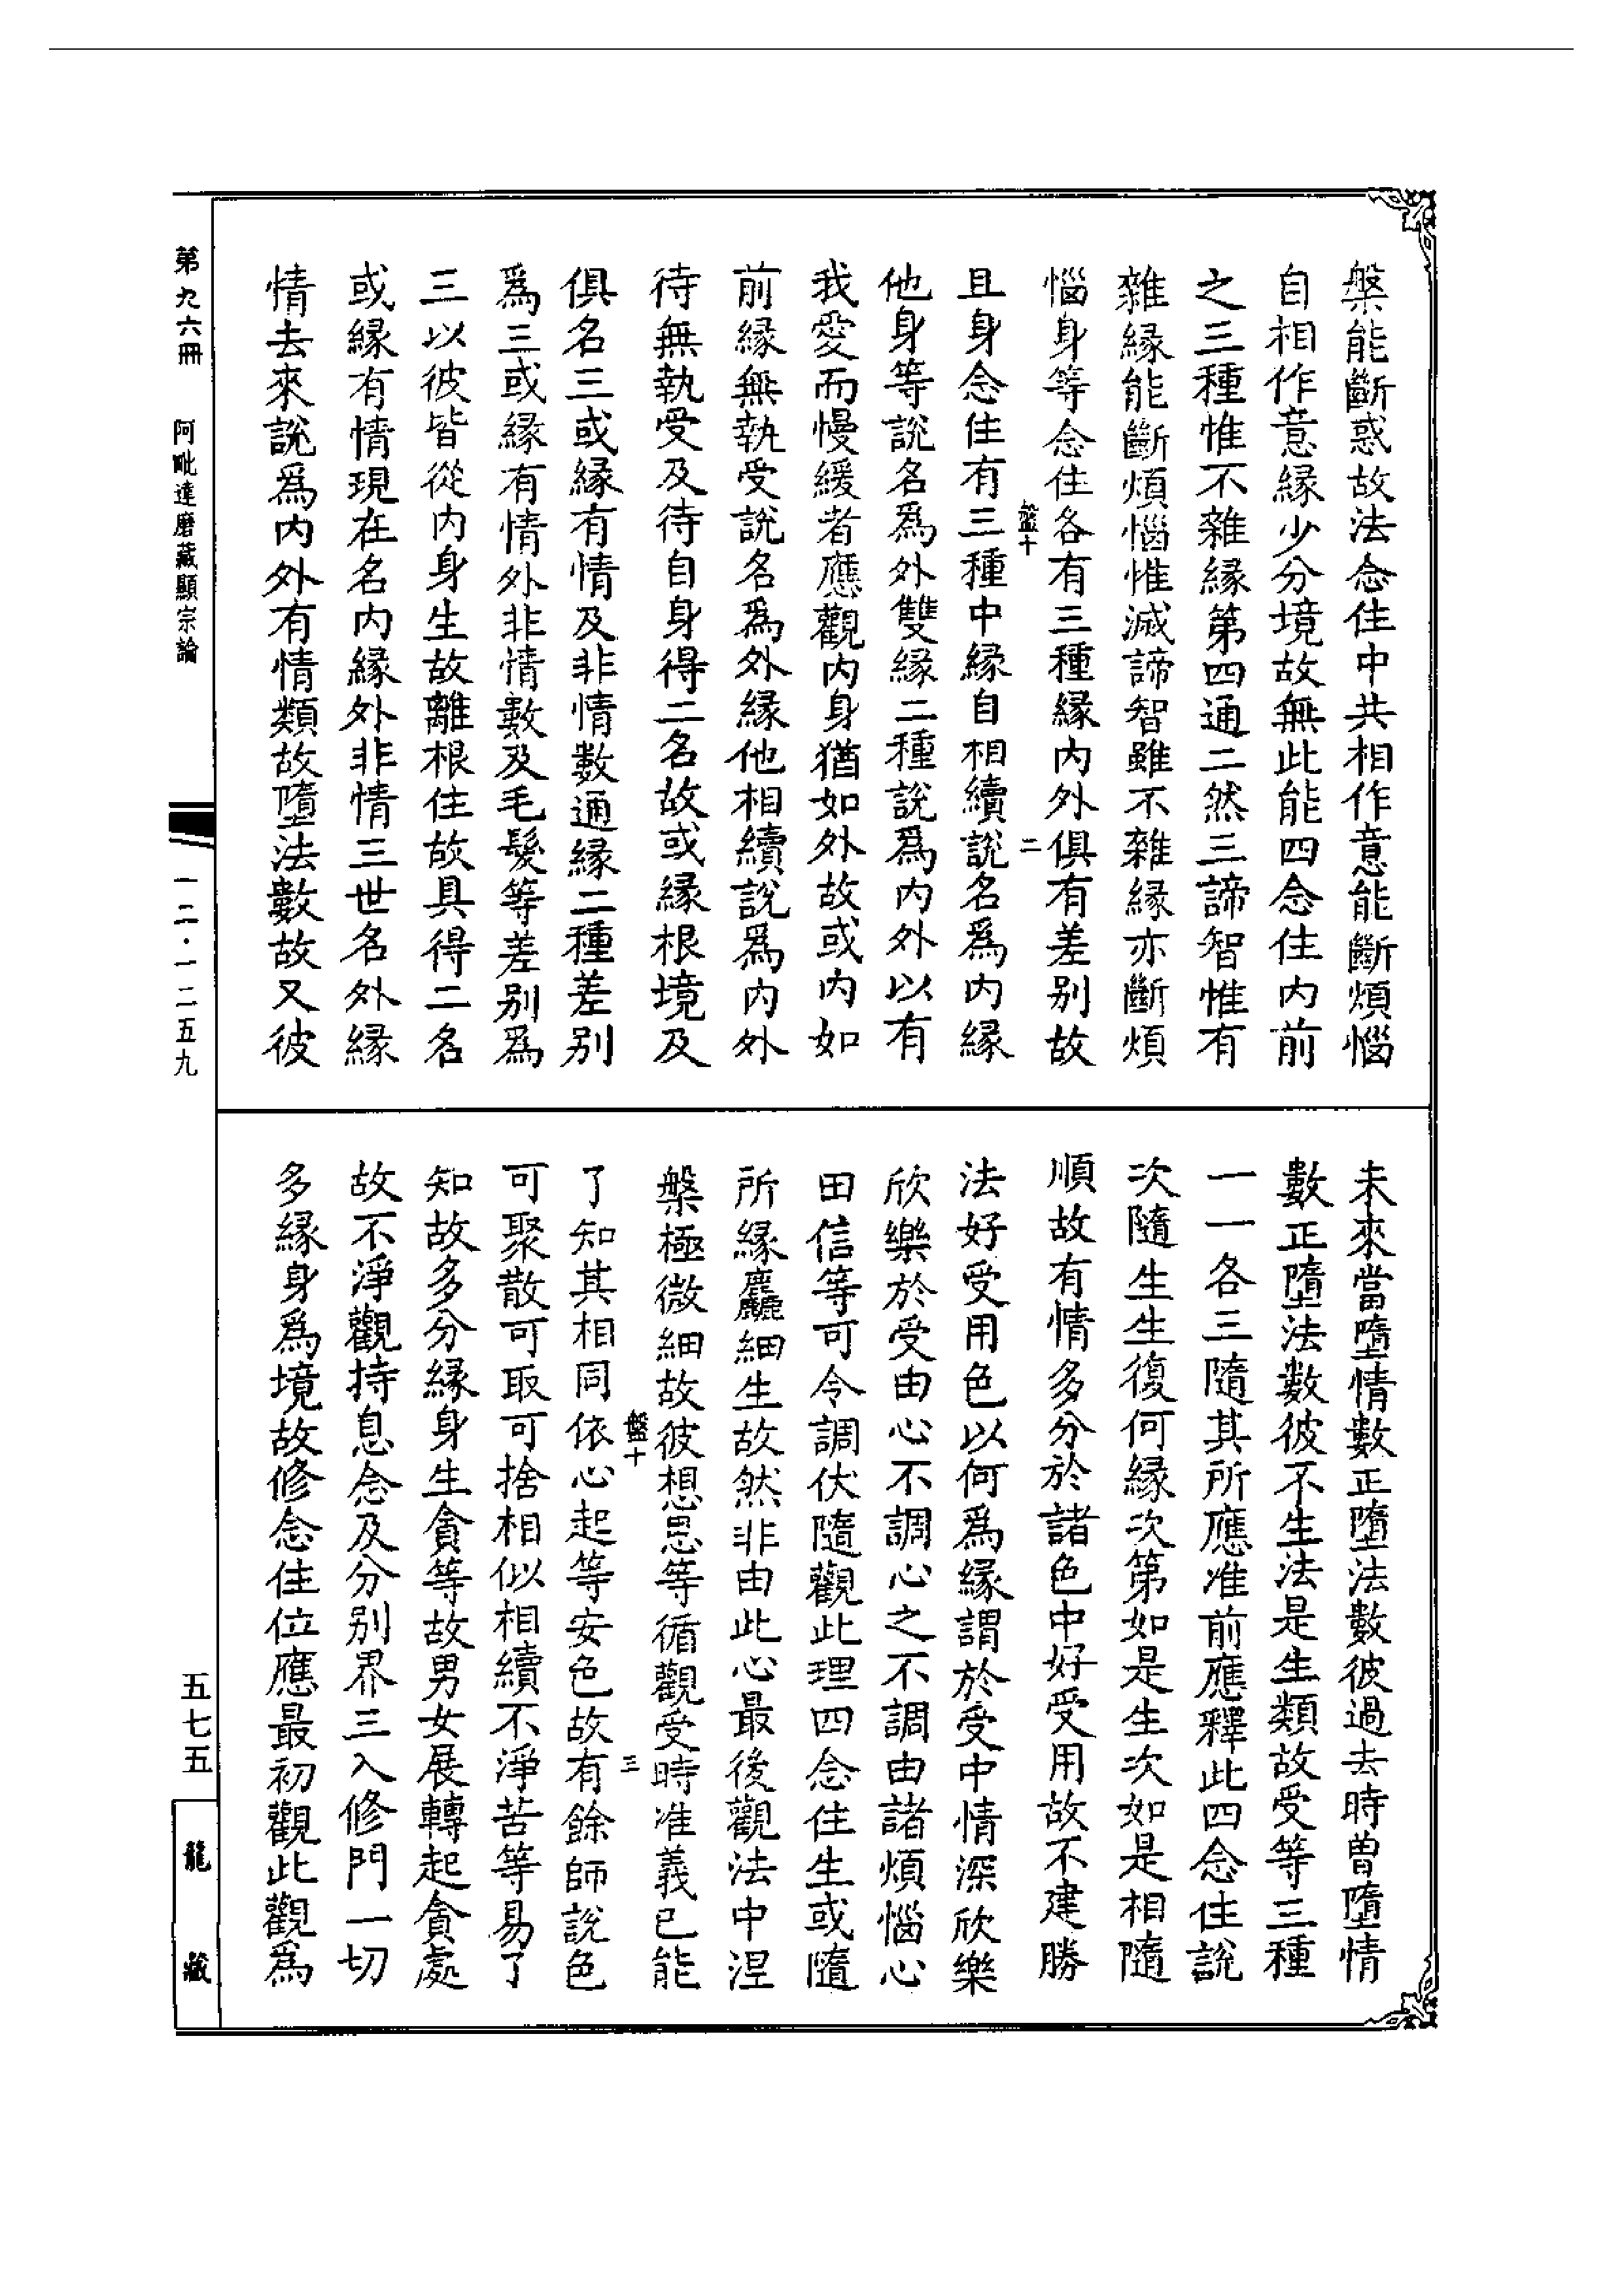 槃能斷惑故法念住中共相作意能斷煩惱
自相作意緣少分境故無此能四念住內前
之三種惟不雜緣第四通二然三諦智惟有
雜緣能斷煩惱惟滅諦智雖不雜緣亦斷煩
惱身等念住各有三種緣內外俱有差別故
盤十
二
且身念住有三種中緣自相續說名爲內緣
他身等說名爲外雙緣二種說爲內外以有
我愛而慢緩者應觀內身猶如外故或內如
前緣無執受說名爲外緣他相續說爲內外
待無執受及待自身得二名故或緣根境及
俱名三或緣有情及非情數通緣二種差別
爲三或緣有情外非情數及毛髮等差別爲
三以彼皆從內身生故離根住故具得二名
或緣有情現在名內緣外非情三世名外緣
情去來說爲內外有情類故墮法數故又彼
未來當墮情數正墮法數彼過去時曾墮情
數正墮法數彼不生法是生類故受等三種
一一各三隨其所應准前應釋此四念住說
次隨生生復何緣次第如是生次如是相隨
順故有情多分於諸色中好受用故不建勝
法好受用色以何爲緣謂於受中情深欣樂
欣樂於受由心不調心之不調由諸煩惱心
田信等可令調伏隨觀此理四念住生或隨
所緣麤細生故然非由此心最後觀法中涅
槃極微細故彼想思等循觀受時准義已能
盤十
三
了知其相同依心起等安色故有餘師說色
可聚散可取可捨相似相續不淨苦等易了
知故多分緣身生貪等故男女展轉起貪處
故不淨觀持息念及分別界三入修門一切
多緣身爲境故修念住位應最初觀此觀爲
第九六冊
阿毗達磨藏顯宗論
一二·一二五九
五七五
龍藏